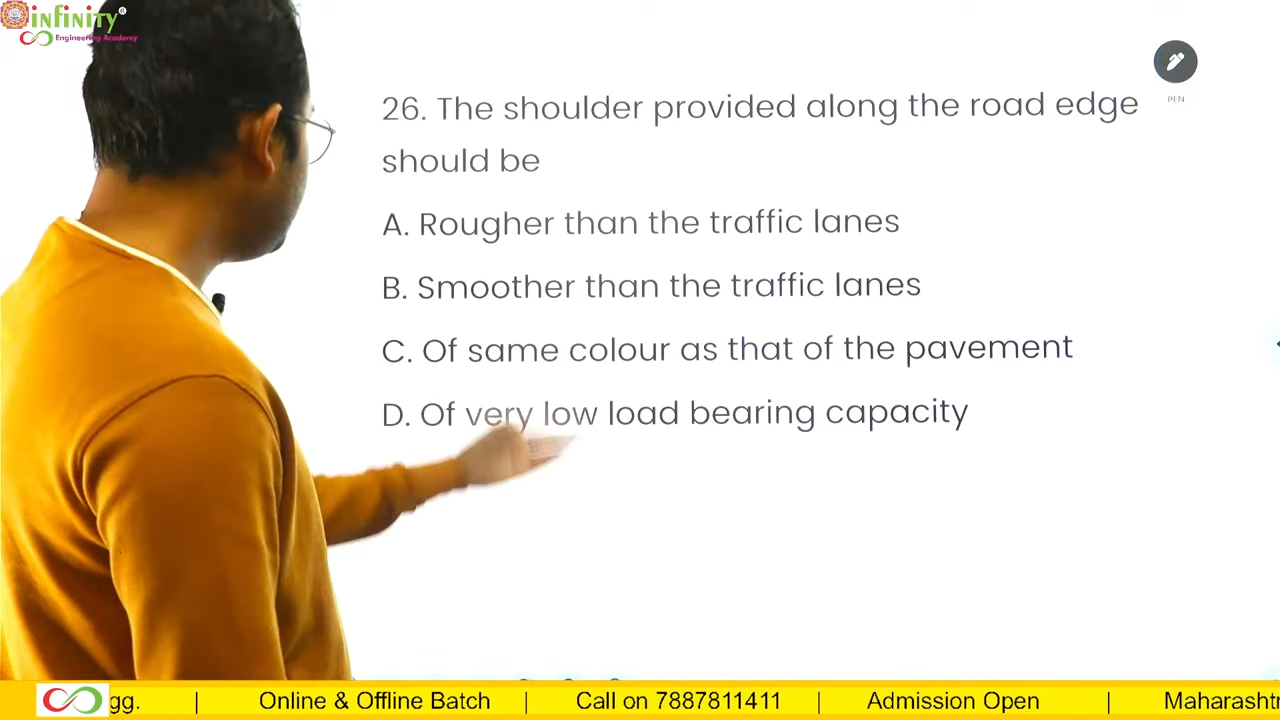 infinity
Engineering Academy
PEN
26. The shoulder provided along the road edge
should be
A. Rougher than the traffic lanes
B. Smoother than the traffic lanes
C. Of same colour as that of the pavement
D. Of very low load bearing capacity
gg. | Online & Offline Batch | Call on 7887811411 | Admission Open | Maharasht